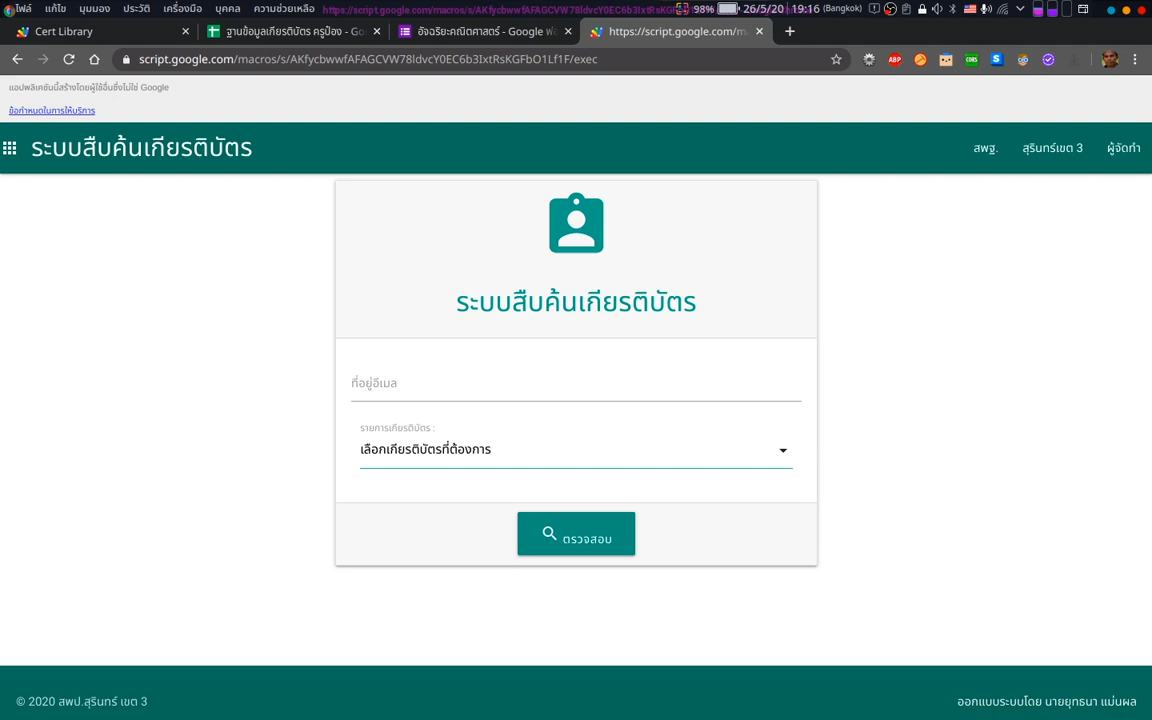 ไฟล์ แก้ไข มุมมอง ประวัติ เครื่องมือ บุคคล ความช่วยเหลือ 98% 26/5/20 19:16 (Bangkok)
Cert Library
ฐานข้อมูลเกียรติบัตร ครูป๊อง - Go
อัจฉริยะคณิตศาสตร์ - Google ฟอ
https://script.google.com/m
script.google.com/macros/s/AKfycbwwfAFAGCVW78ldvcY0EC6b3IxtRsKGFbO1Lf1F/exec
แอปพลิเคชันนี้สร้างโดยผู้ใช้อื่นซึ่งไม่ใช่ Google
ข้อกำหนดในการให้บริการ
ระบบสืบค้นเกียรติบัตร
สพฐ. สุรินทร์เขต 3 ผู้จัดทำ
ระบบสืบค้นเกียรติบัตร
ที่อยู่อีเมล
รายการเกียรติบัตร :
เลือกเกียรติบัตรที่ต้องการ
ตรวจสอบ
© 2020 สพป.สุรินทร์ เขต 3
ออกแบบระบบโดย นายยุทธนา แม่นผล